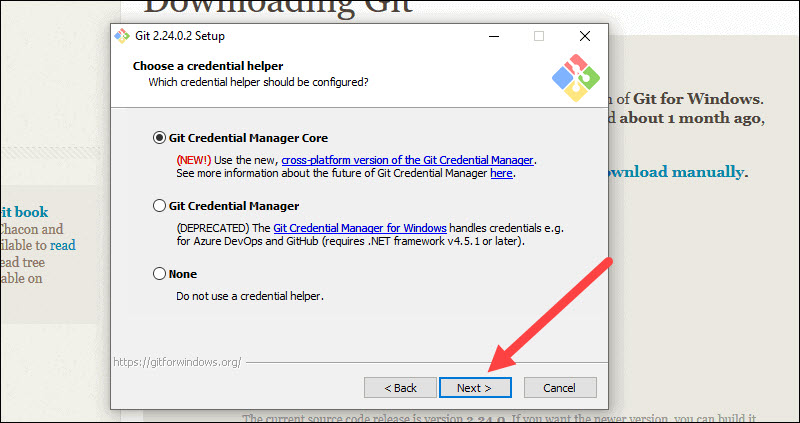 Downloading Git
Git 2.24.0.2 Setup
Choose a credential helper
Which credential helper should be configured?
Git Credential Manager Core
(NEW!) Use the new, cross-platform version of the Git Credential Manager.
See more information about the future of Git Credential Manager here.
Git Credential Manager
(DEPRECATED) The Git Credential Manager for Windows handles credentials e.g.
for Azure DevOps and GitHub (requires .NET framework v4.5.1 or later).
None
Do not use a credential helper.
https://gitforwindows.org/
< Back
Next >
Cancel
of Git for Windows.
about 1 month ago,
download manually.
it book
Chacon and
ilable to read
ead tree
able on
The current source code release is version 2.24.0. If you want the newer version, you can build it